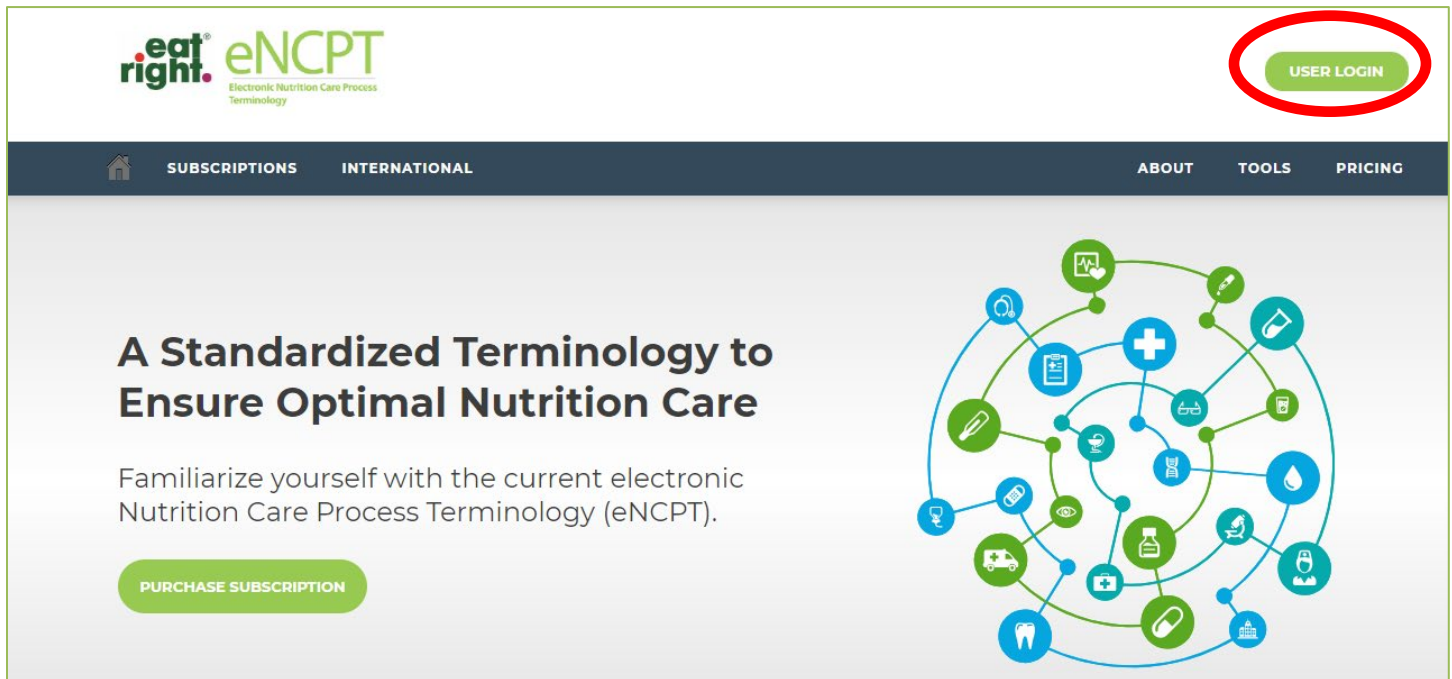 eat®
right.
eNCPT
Electronic Nutrition Care Process
Terminology
USER LOGIN
SUBSCRIPTIONS INTERNATIONAL ABOUT TOOLS PRICING
A Standardized Terminology to
Ensure Optimal Nutrition Care
Familiarize yourself with the current electronic
Nutrition Care Process Terminology (eNCPT).
PURCHASE SUBSCRIPTION